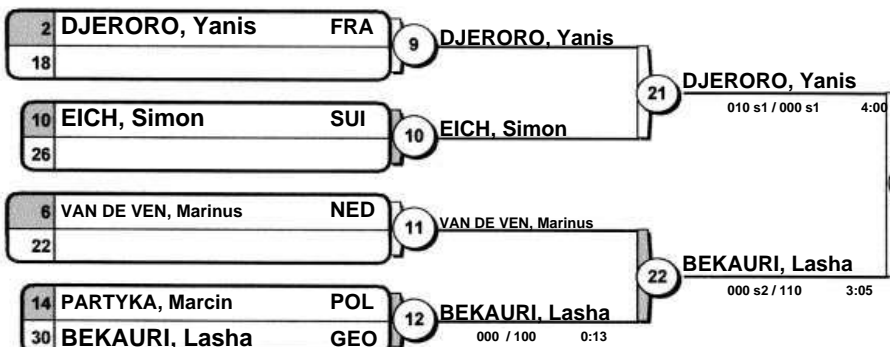 2 DJERORO, Yanis FRA
18
9
DJERORO, Yanis
10 EICH, Simon SUI
26
10
EICH, Simon
21
DJERORO, Yanis
010 s1 / 000 s1 4:00
6 VAN DE VEN, Marinus NED
22
11
VAN DE VEN, Marinus
14 PARTYKA, Marcin POL
30 BEKAURI, Lasha GEO
12
BEKAURI, Lasha
000 / 100 0:13
22
BEKAURI, Lasha
000 s2 / 110 3:05